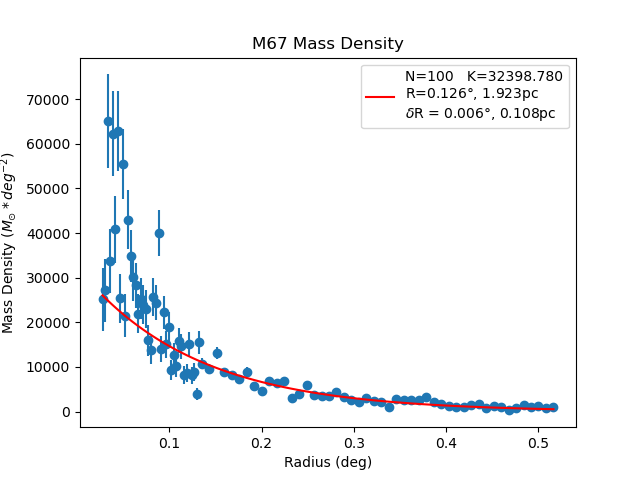 M67 Mass Density
N=100 K=32398.780
R=0.126°, 1.923pc
δR = 0.006°, 0.108pc
Mass Density (M⊙ * deg⁻²)
70000
60000
50000
40000
30000
20000
10000
0
0.1 0.2 0.3 0.4 0.5
Radius (deg)